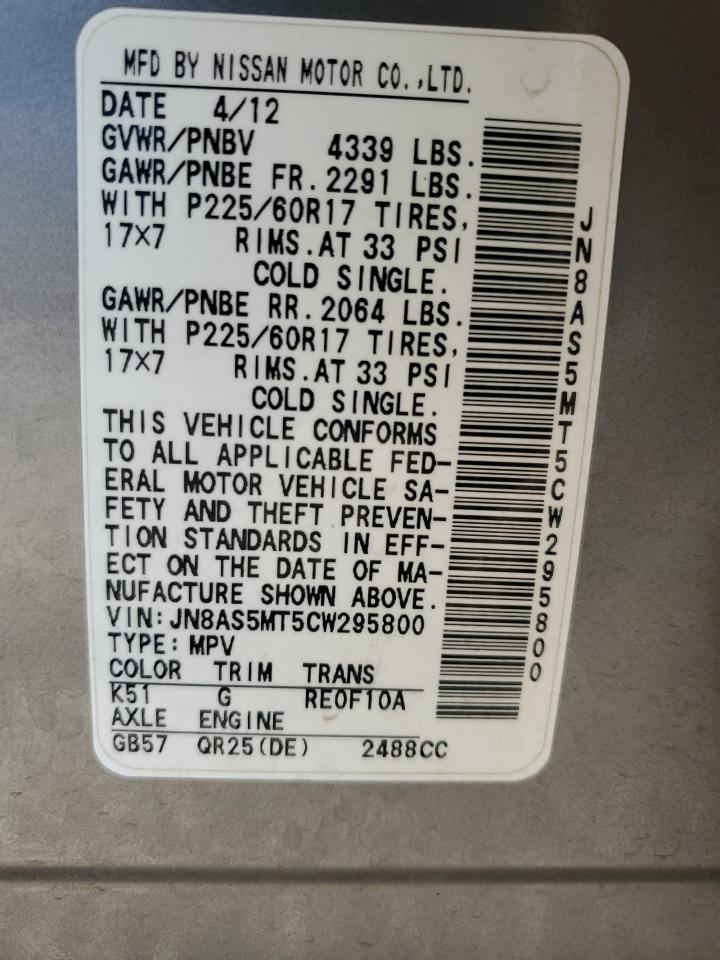 MFD BY NISSAN MOTOR CO.,LTD.
DATE 4/12
GVWR/PNBV 4339 LBS.
GAWR/PNBE FR.2291 LBS.
WITH P225/60R17 TIRES,
17X7 RIMS.AT 33 PSI
COLD SINGLE.
GAWR/PNBE RR.2064 LBS.
WITH P225/60R17 TIRES,
17X7 RIMS.AT 33 PSI
COLD SINGLE.
THIS VEHICLE CONFORMS
TO ALL APPLICABLE FED-
ERAL MOTOR VEHICLE SA-
FETY AND THEFT PREVEN-
TION STANDARDS IN EFF-
ECT ON THE DATE OF MA-
NUFACTURE SHOWN ABOVE.
VIN:JN8AS5MT5CW295800
TYPE:MPV
COLOR TRIM TRANS
K51 G RE0F10A
AXLE ENGINE
GB57 QR25(DE) 2488CC
JN8AS5MT5CW295800